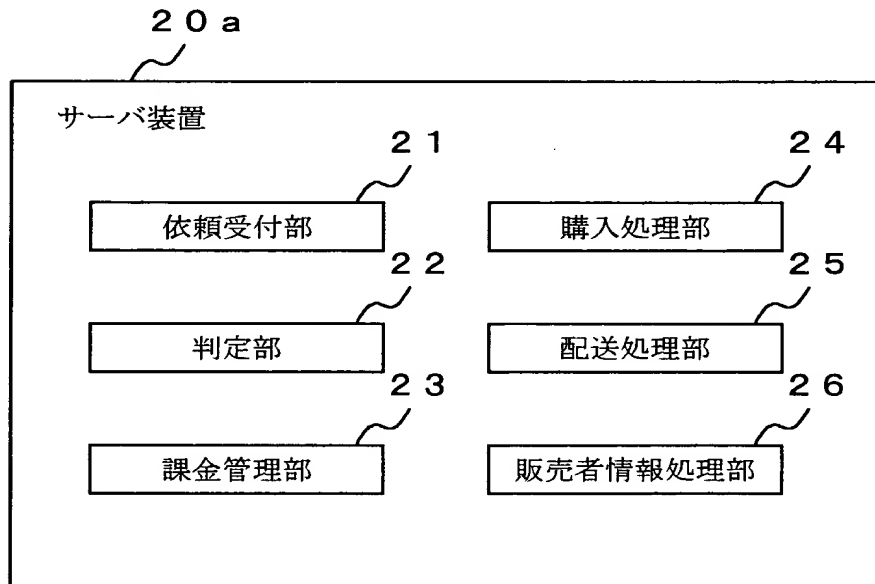 ２０ａ
サーバ装置
２１
依頼受付部
２２
判定部
２３
課金管理部
２４
購入処理部
２５
配送処理部
２６
販売者情報処理部